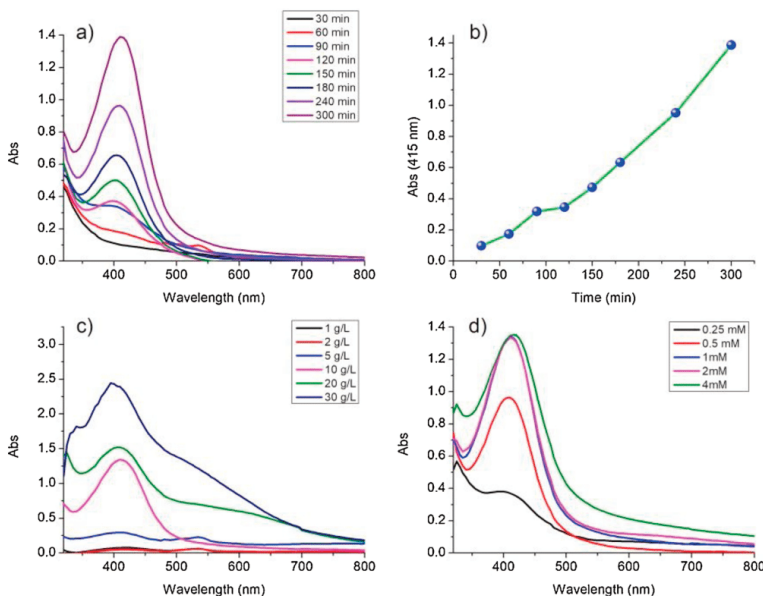 a)
30 min
60 min
90 min
120 min
150 min
180 min
240 min
300 min
1.4
1.2
1.0
0.8
0.6
0.4
0.2
0.0
Abs
400 500 600 700 800
Wavelength (nm)
b)
1.4
1.2
1.0
0.8
0.6
0.4
0.2
0.0
Abs (415 nm)
0 50 100 150 200 250 300
Time (min)
c)
1 g/L
2 g/L
5 g/L
10 g/L
20 g/L
30 g/L
3.0
2.5
2.0
1.5
1.0
0.5
0.0
Abs
400 500 600 700 800
Wavelength (nm)
d)
0.25 mM
0.5 mM
1mM
2mM
4mM
1.4
1.2
1.0
0.8
0.6
0.4
0.2
0.0
Abs
400 500 600 700 800
Wavelength (nm)